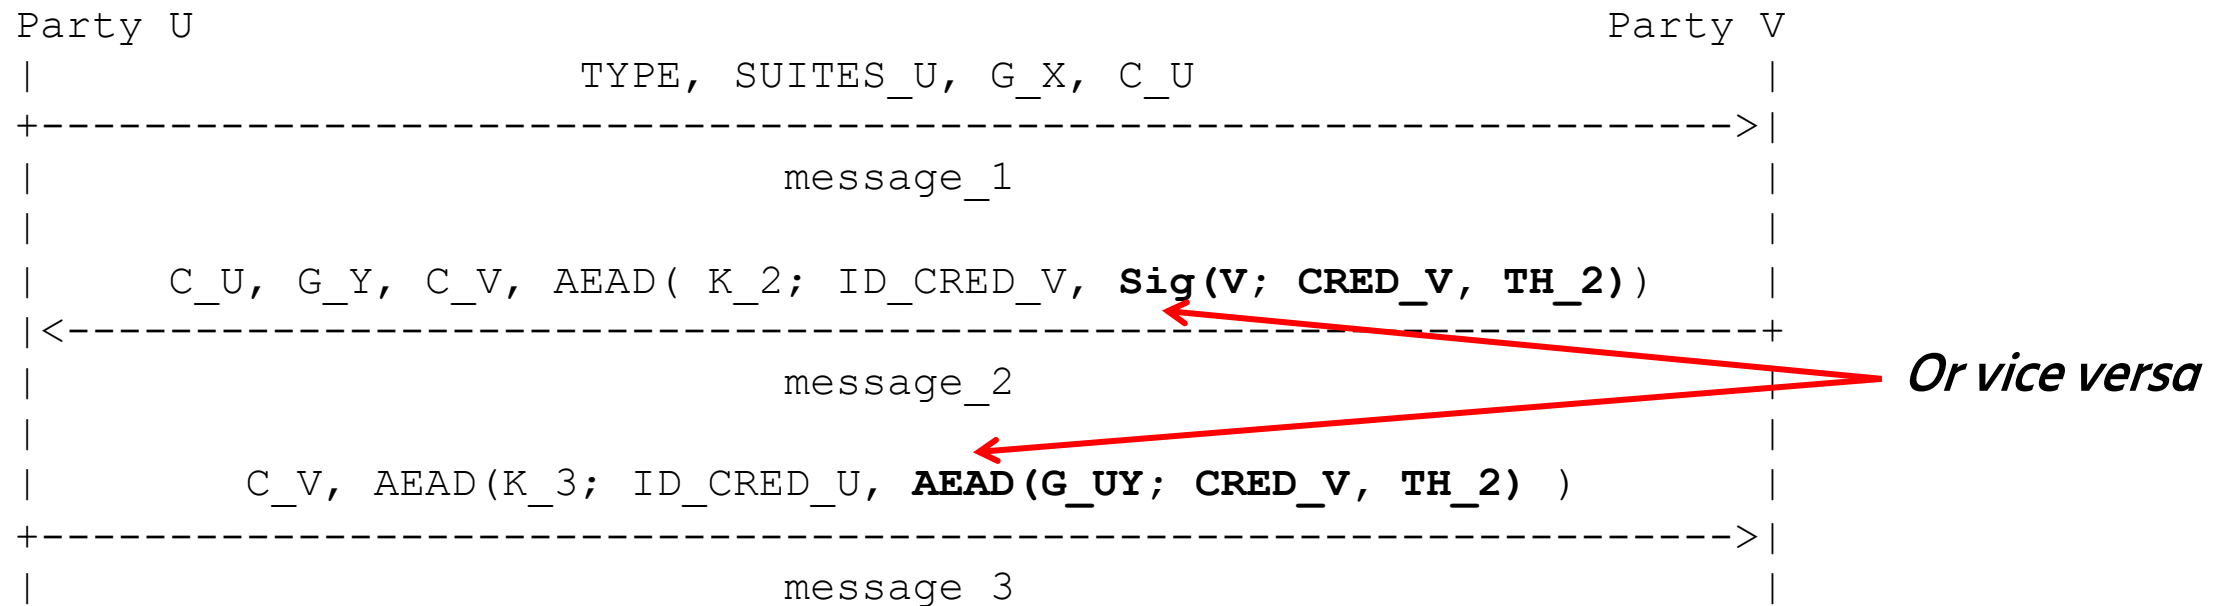 Party U Party V
| TYPE, SUITES_U, G_X, C_U |
+------------------------------------------------------------------>|
| message_1 |
| |
| C_U, G_Y, C_V, AEAD( K_2; ID_CRED_V, Sig(V; CRED_V, TH_2)) |
|<------------------------------------------------------------------+
Or vice versa
| message_2 |
| |
| C_V, AEAD(K_3; ID_CRED_U, AEAD(G_UY; CRED_V, TH_2) ) |
+------------------------------------------------------------------>|
| message_3 |